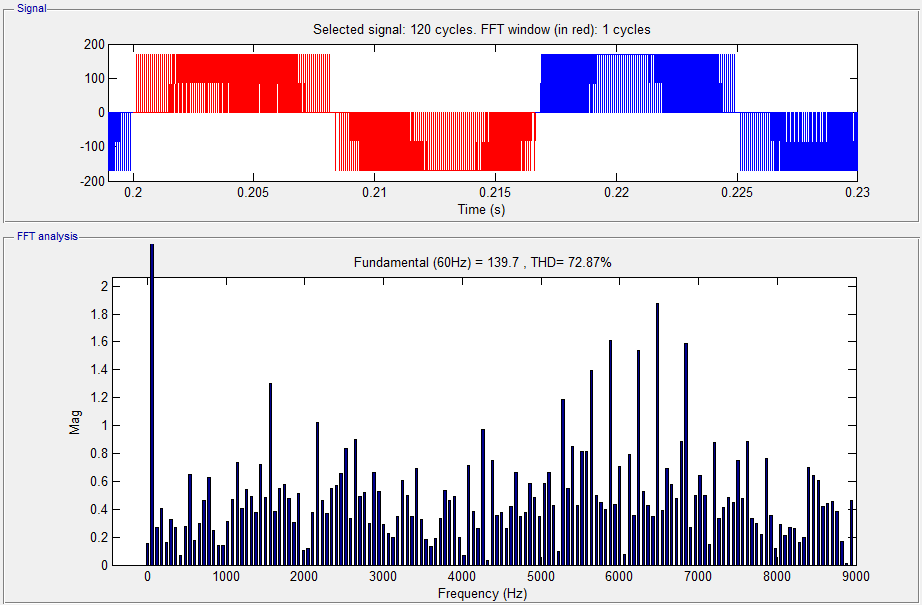 Signal
Selected signal: 120 cycles. FFT window (in red): 1 cycles
200
100
0
-100
-200
0.2 0.205 0.21 0.215 0.22 0.225 0.23
Time (s)
FFT analysis
Fundamental (60Hz) = 139.7 , THD= 72.87%
2
1.8
1.6
1.4
1.2
1
0.8
0.6
0.4
0.2
0
Mag
0 1000 2000 3000 4000 5000 6000 7000 8000 9000
Frequency (Hz)